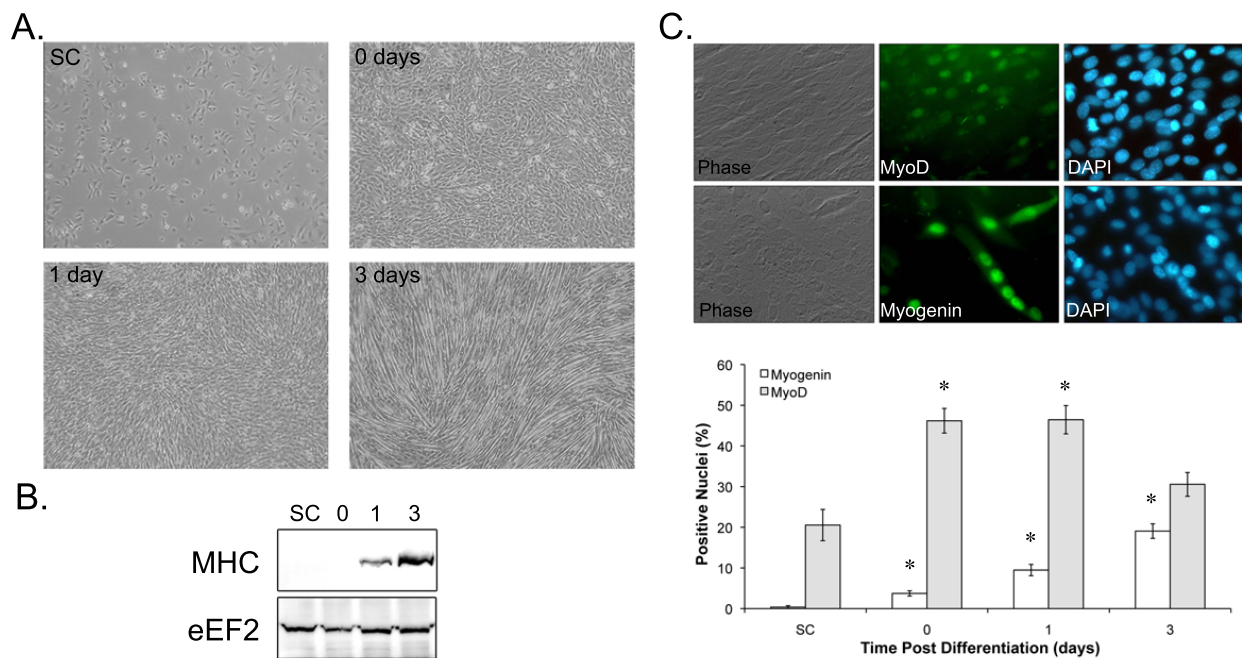 A.
SC
0 days
1 day
3 days
B.
SC 0 1 3
MHC
eEF2
C.
Phase
MyoD
DAPI
Phase
Myogenin
DAPI
Positive Nuclei (%)
60
50
40
30
20
10
0
Myogenin
MyoD
*
*
*
*
*
SC
0
1
3
Time Post Differentiation (days)